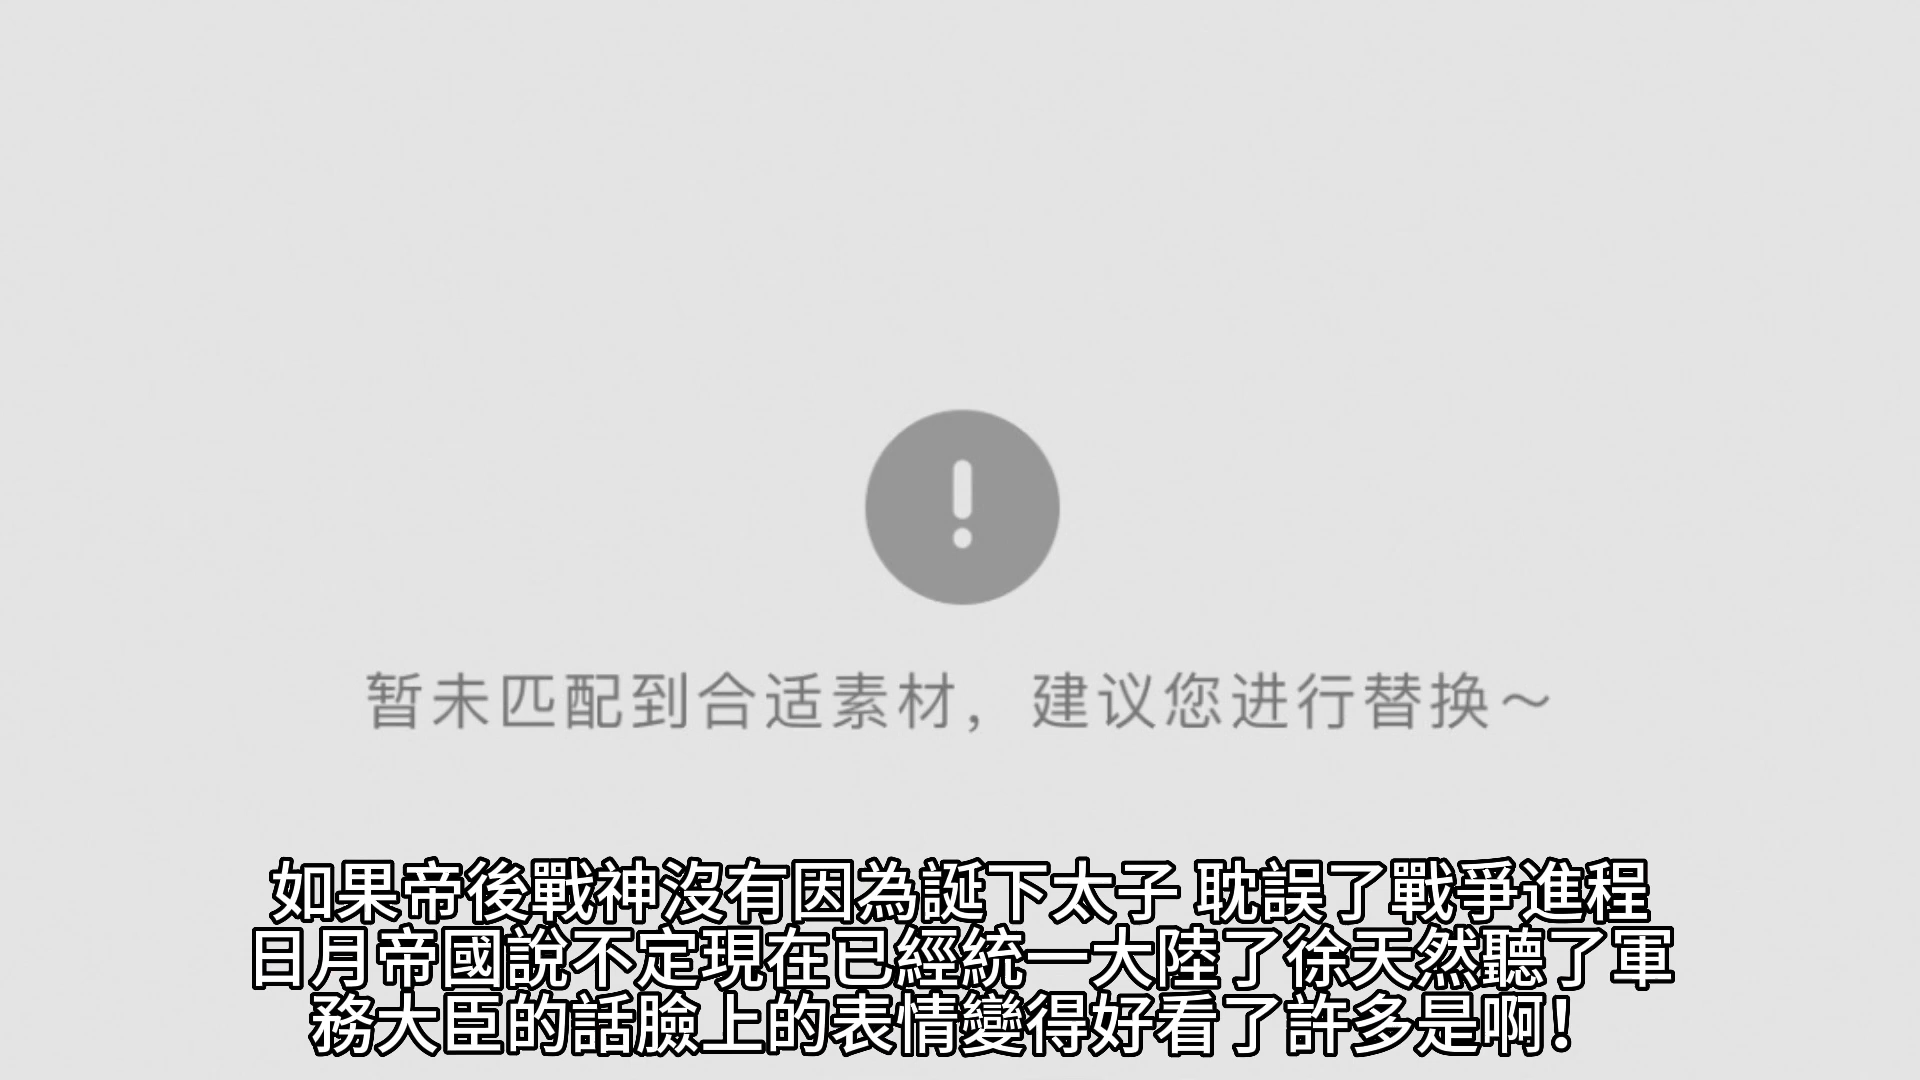 暂未匹配到合适素材，建议您进行替换～
如果帝後戰神沒有因為誕下太子 耽誤了戰爭進程
日月帝國說不定現在已經統一大陸了徐天然聽了軍
務大臣的話臉上的表情變得好看了許多是啊！